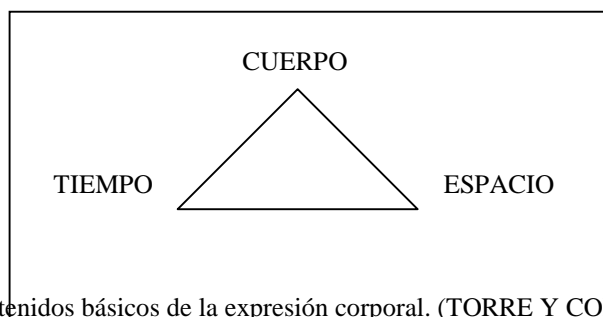 CUERPO
TIEMPO ESPACIO
básicos de la expresión corporal. (TORRE Y